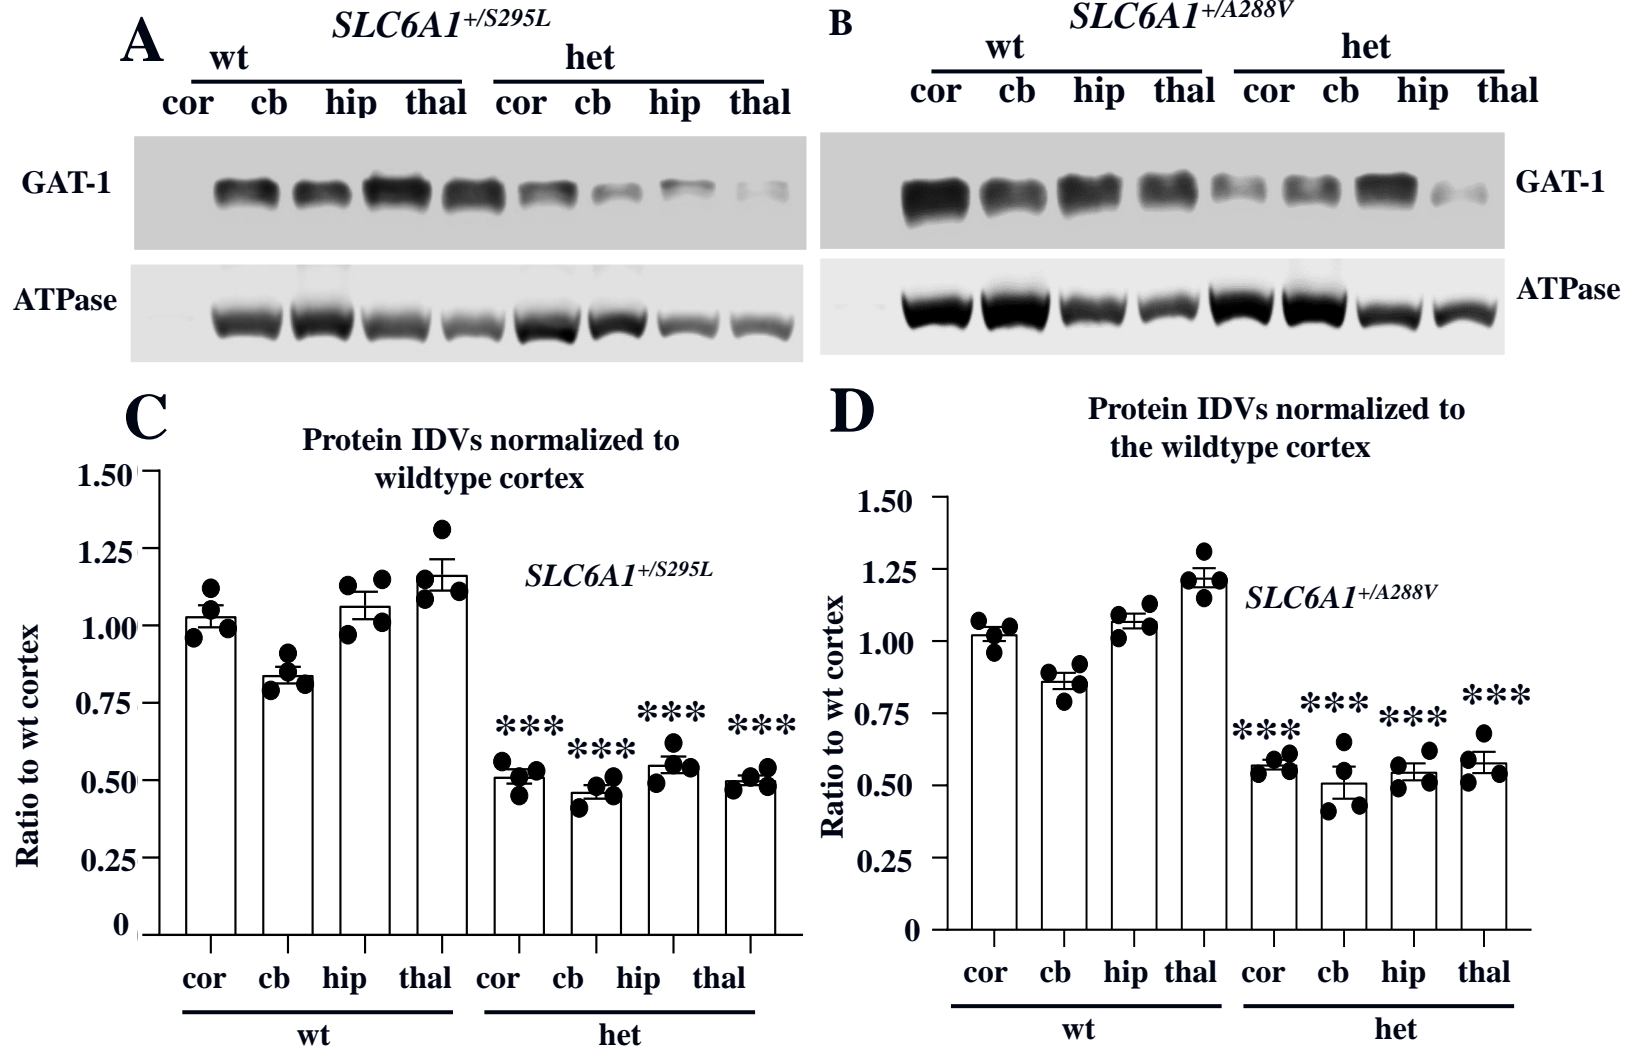 A
SLC6A1+/S295L
wt het
cor cb hip thal cor cb hip thal
GAT-1
ATPase
B
SLC6A1+/A288V
wt het
cor cb hip thal cor cb hip thal
GAT-1
ATPase
C
Protein IDVs normalized to
wildtype cortex
SLC6A1+/S295L
Ratio to wt cortex
1.50
1.25
1.00
0.75
0.50
0.25
0
*** *** *** ***
cor cb hip thal cor cb hip thal
wt het
D
Protein IDVs normalized to
the wildtype cortex
SLC6A1+/A288V
Ratio to wt cortex
1.50
1.25
1.00
0.75
0.50
0.25
0
*** *** *** ***
cor cb hip thal cor cb hip thal
wt het